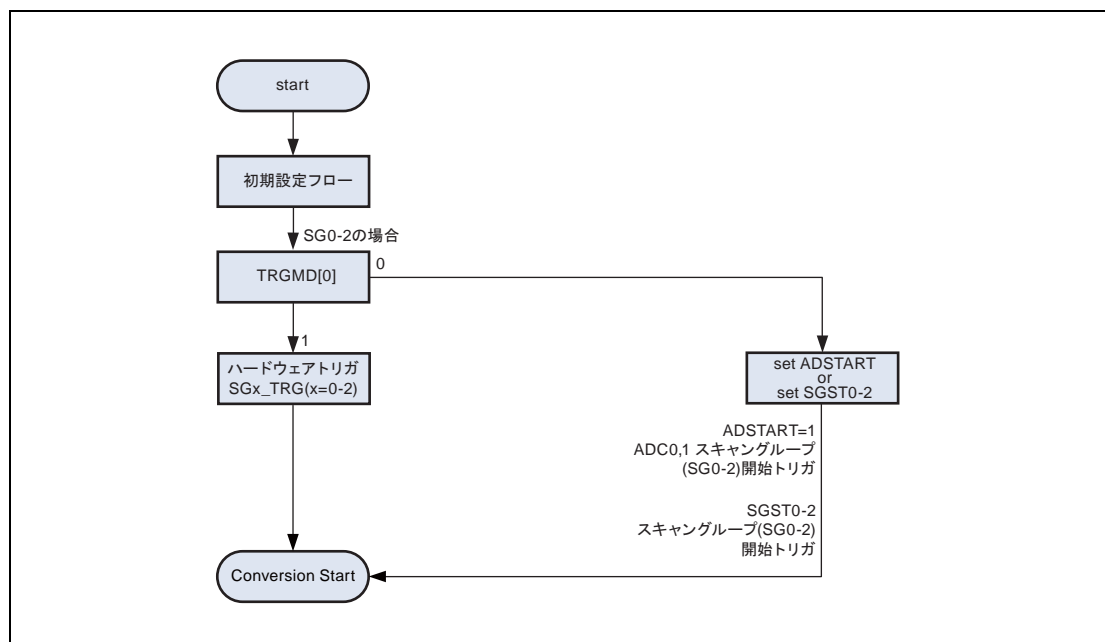 start
初期設定フロー
SG0-2の場合
TRGMD[0]
0
1
ハードウェアトリガ
SGx_TRG(x=0-2)
set ADSTART
or
set SGST0-2
ADSTART=1
ADC0,1 スキャングループ
(SG0-2)開始トリガ
SGST0-2
スキャングループ(SG0-2)
開始トリガ
Conversion Start